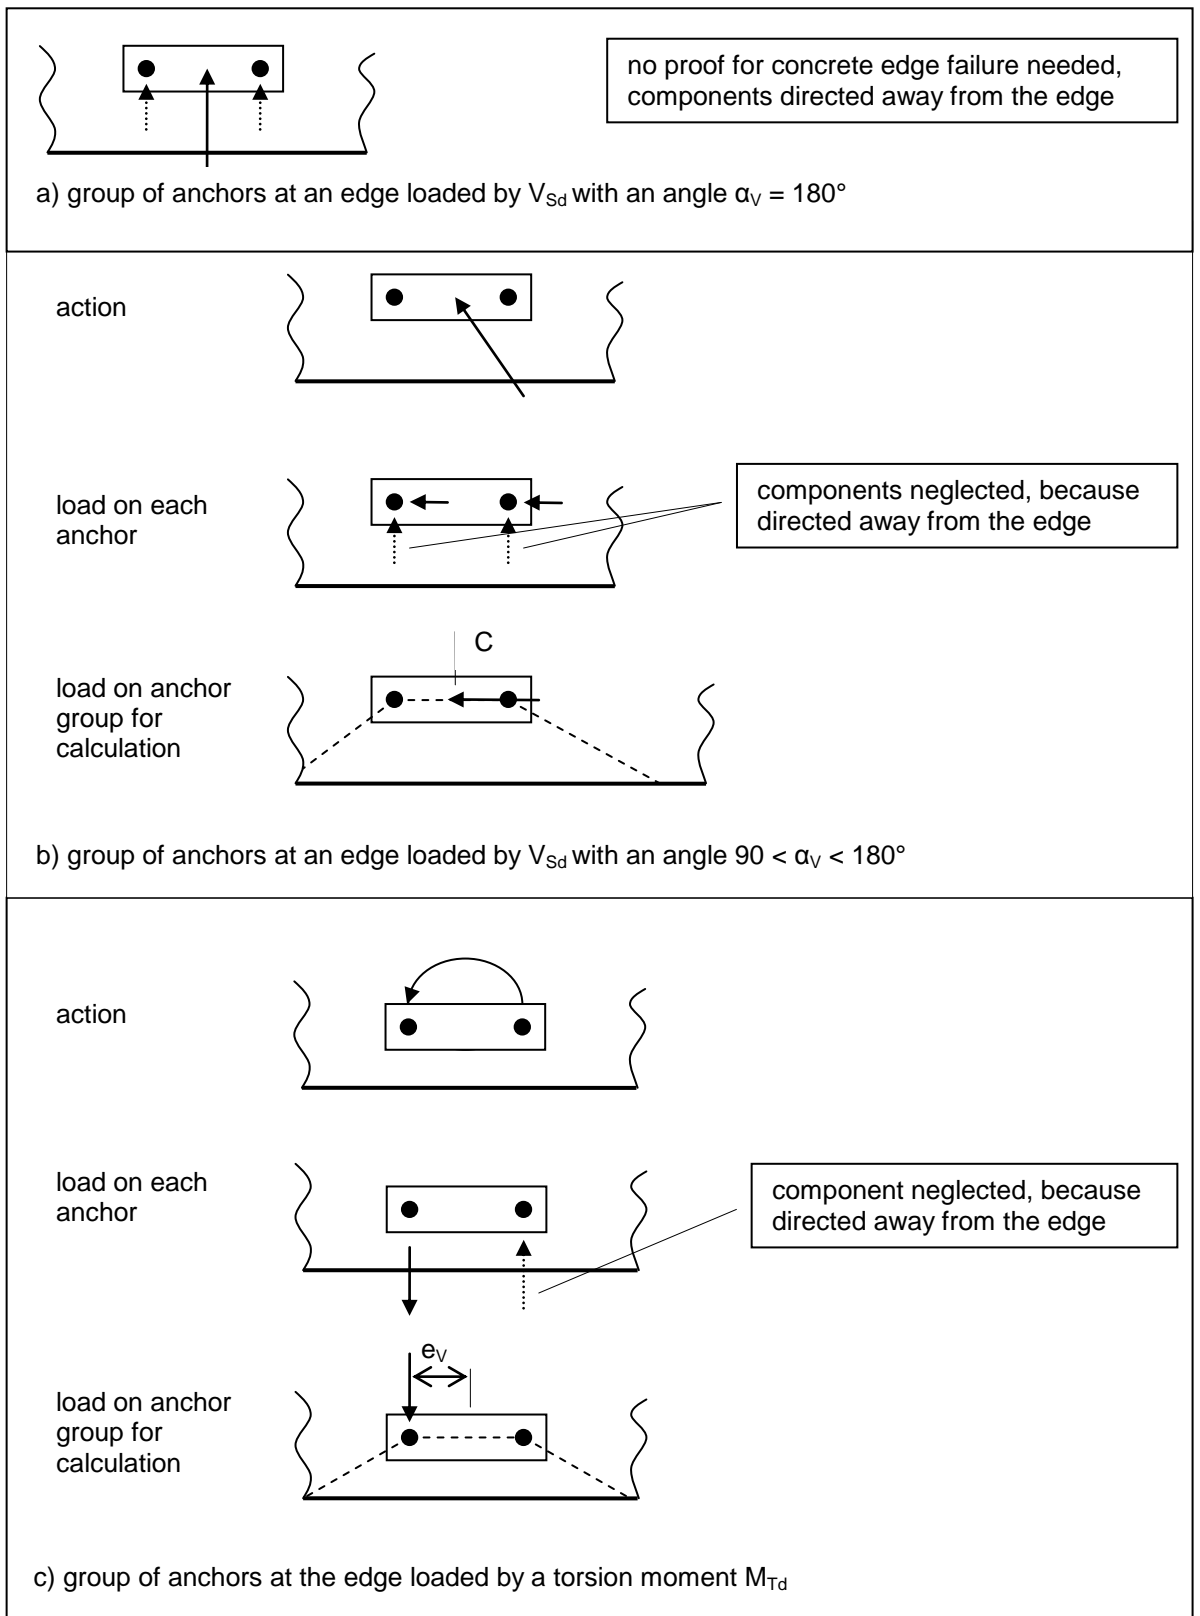 no proof for concrete edge failure needed,
components directed away from the edge
a) group of anchors at an edge loaded by V_Sd with an angle α_V = 180°
action
load on each
anchor
components neglected, because
directed away from the edge
C
load on anchor
group for
calculation
b) group of anchors at an edge loaded by V_Sd with an angle 90 < α_V < 180°
action
load on each
anchor
component neglected, because
directed away from the edge
e_V
load on anchor
group for
calculation
c) group of anchors at the edge loaded by a torsion moment M_Td